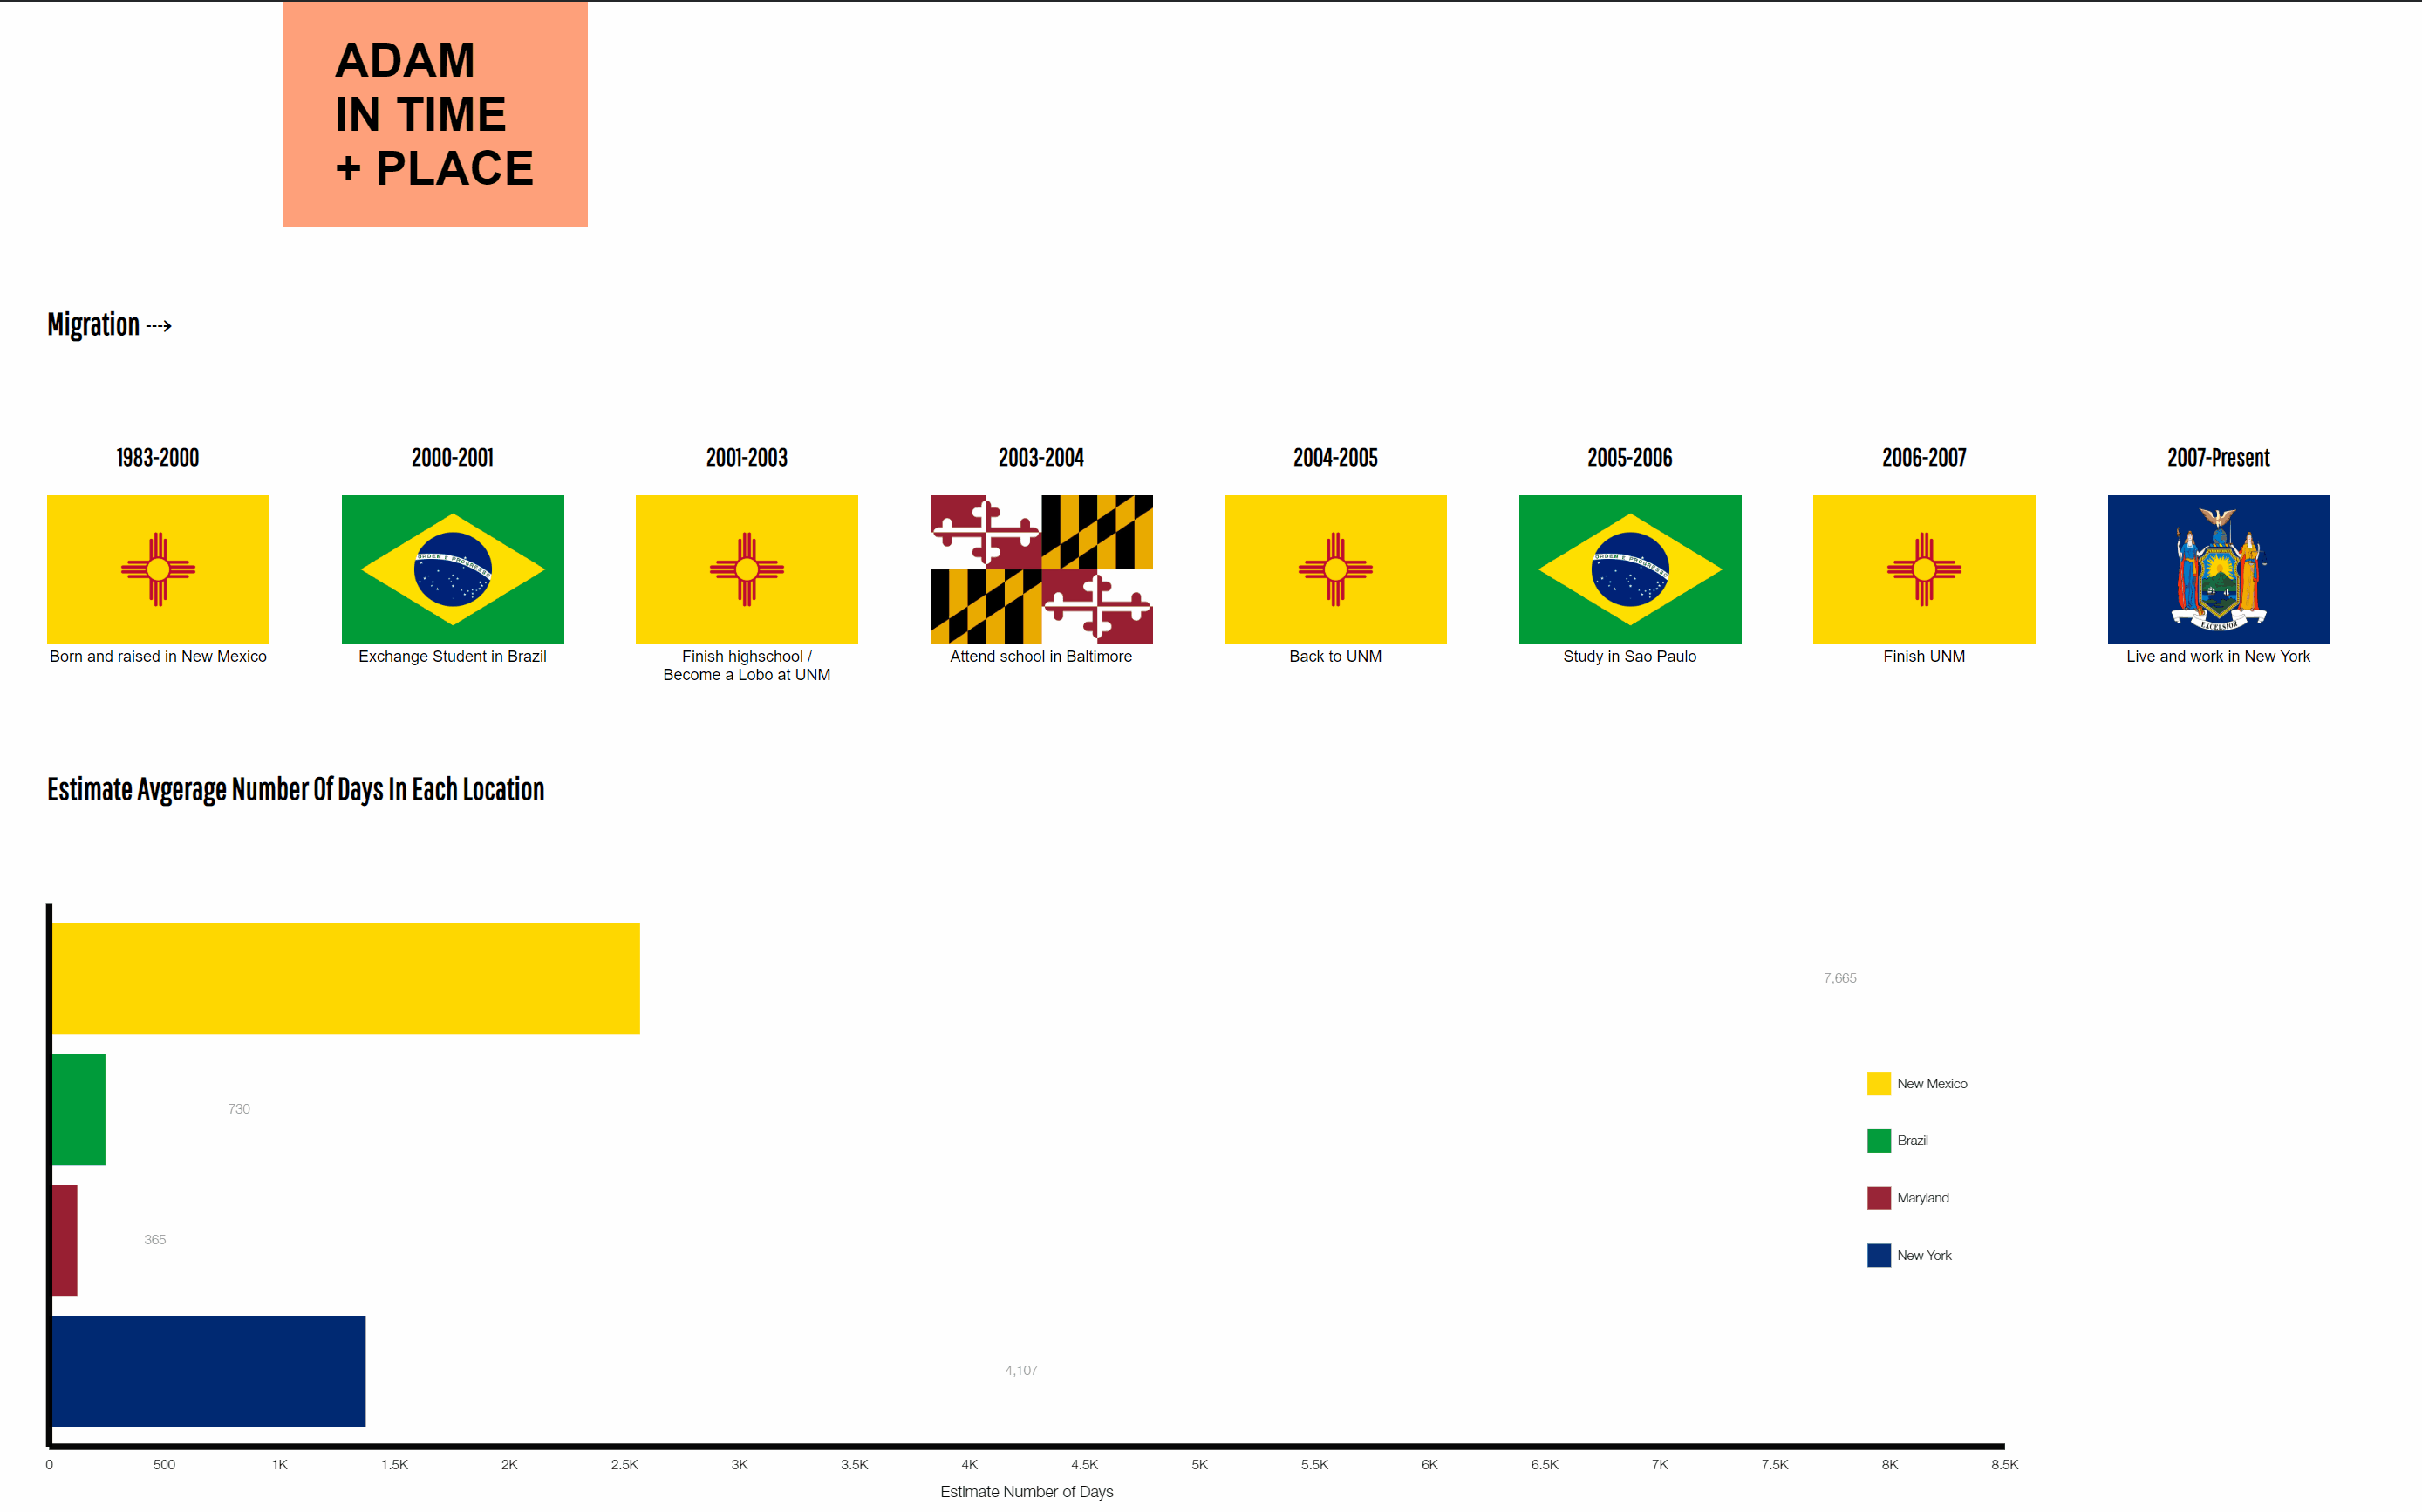 ADAM
IN TIME
+ PLACE
Migration -->
1983-2000
2000-2001
2001-2003
2003-2004
2004-2005
2005-2006
2006-2007
2007-Present
ORDEM E PROGRESSO
ORDEM E PROGRESSO
EXCELSIOR
Born and raised in New Mexico
Exchange Student in Brazil
Finish highschool /
Become a Lobo at UNM
Attend school in Baltimore
Back to UNM
Study in Sao Paulo
Finish UNM
Live and work in New York
Estimate Avgerage Number Of Days In Each Location
7,665
730
365
4,107
New Mexico
Brazil
Maryland
New York
0 500 1K 1.5K 2K 2.5K 3K 3.5K 4K 4.5K 5K 5.5K 6K 6.5K 7K 7.5K 8K 8.5K
Estimate Number of Days